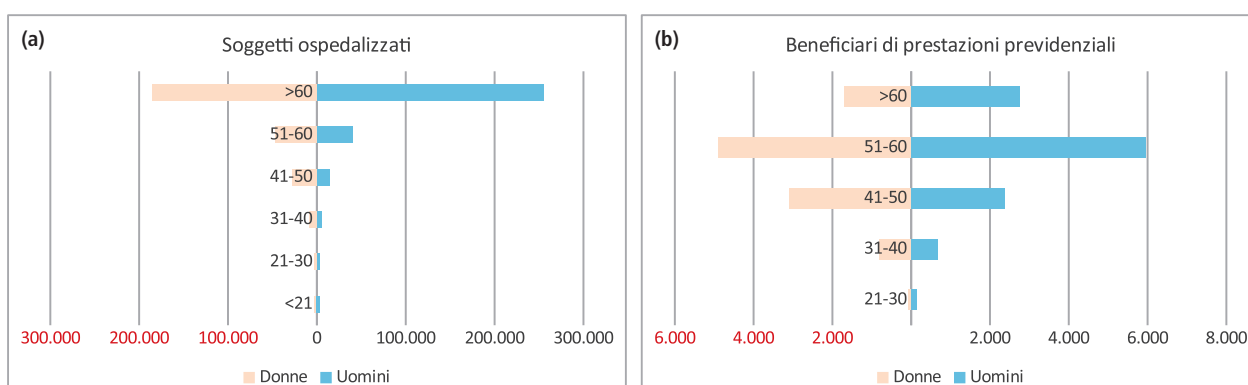 (a)
Soggetti ospedalizzati
>60
51-60
41-50
31-40
21-30
<21
300.000 200.000 100.000 0 100.000 200.000 300.000
Donne Uomini
(b)
Beneficiari di prestazioni previdenziali
>60
51-60
41-50
31-40
21-30
6.000 4.000 2.000 2.000 4.000 6.000 8.000
Donne Uomini